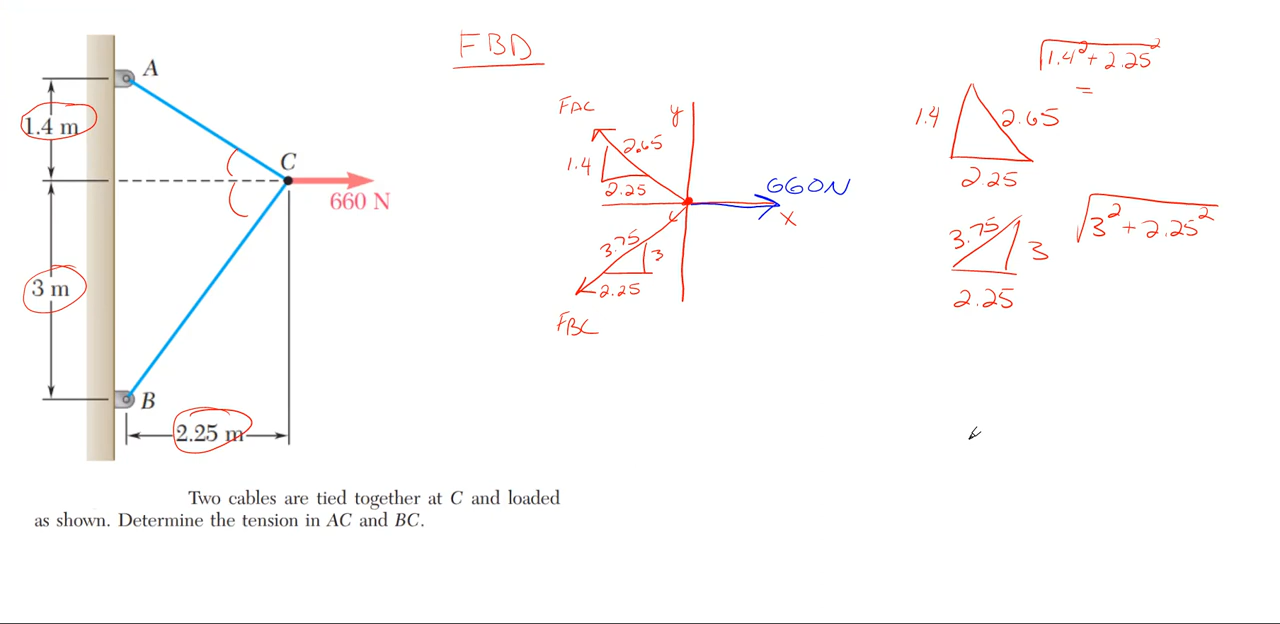 A
1.4 m
C
660 N
3 m
B
2.25 m
Two cables are tied together at C and loaded
as shown. Determine the tension in AC and BC.
FBD
FAC
y
2.65
1.4
2.25
660N
x
3.75
3
2.25
FBC
√1.4² + 2.25²
=
1.4
2.65
2.25
3.75
3
2.25
√3² + 2.25²